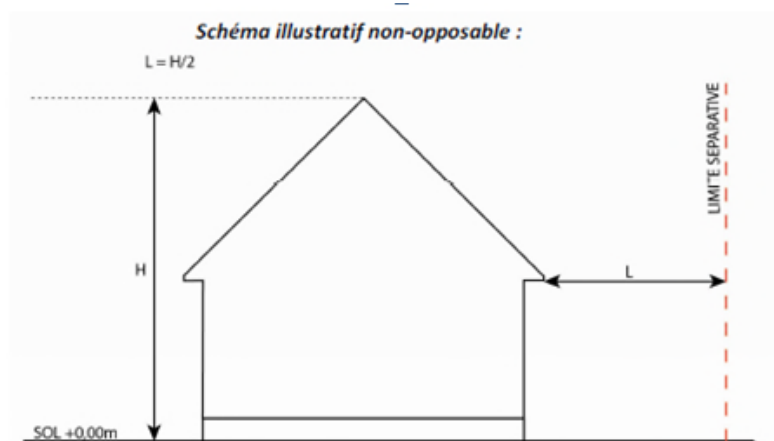 Schéma illustratif non-opposable :
L = H/2
LIMITE SEPARATIVE
H
L
SOL +0,00m